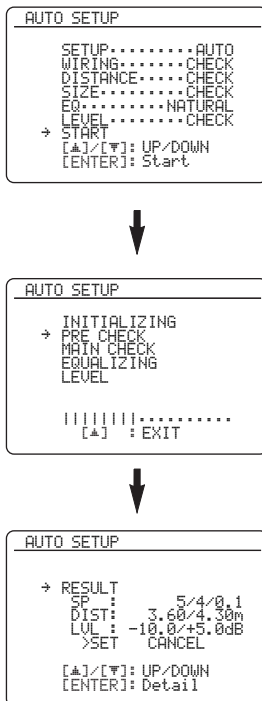 AUTO SETUP
SETUP·········AUTO
WIRING·······CHECK
DISTANCE·····CHECK
SIZE·········CHECK
EQ·········NATURAL
LEVEL········CHECK
→ START
[▲]/[▼]: UP/DOWN
[ENTER]: Start
AUTO SETUP
INITIALIZING
→ PRE CHECK
MAIN CHECK
EQUALIZING
LEVEL
||||||||··········
[▲] : EXIT
AUTO SETUP
→ RESULT
SP : 5/4/0.1
DIST: 3.60/4.30m
LVL : -10.0/+5.0dB
>SET CANCEL
[▲]/[▼]: UP/DOWN
[ENTER]: Detail